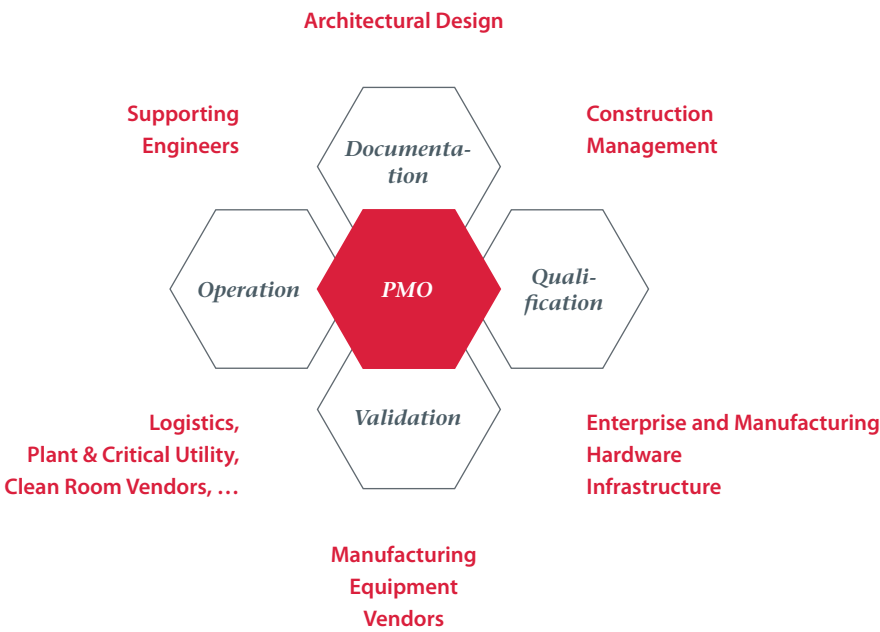 Architectural Design
Supporting
Engineers
Construction
Management
Documenta-
tion
Operation
PMO
Quali-
fication
Validation
Logistics,
Plant & Critical Utility,
Clean Room Vendors, …
Enterprise and Manufacturing
Hardware
Infrastructure
Manufacturing
Equipment
Vendors